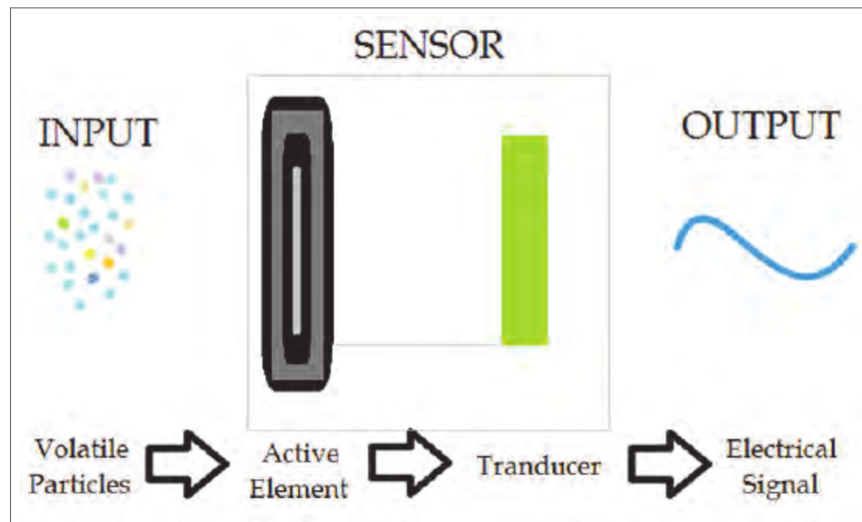 SENSOR
INPUT
OUTPUT
Volatile
Particles
Active
Element
Tranducer
Electrical
Signal